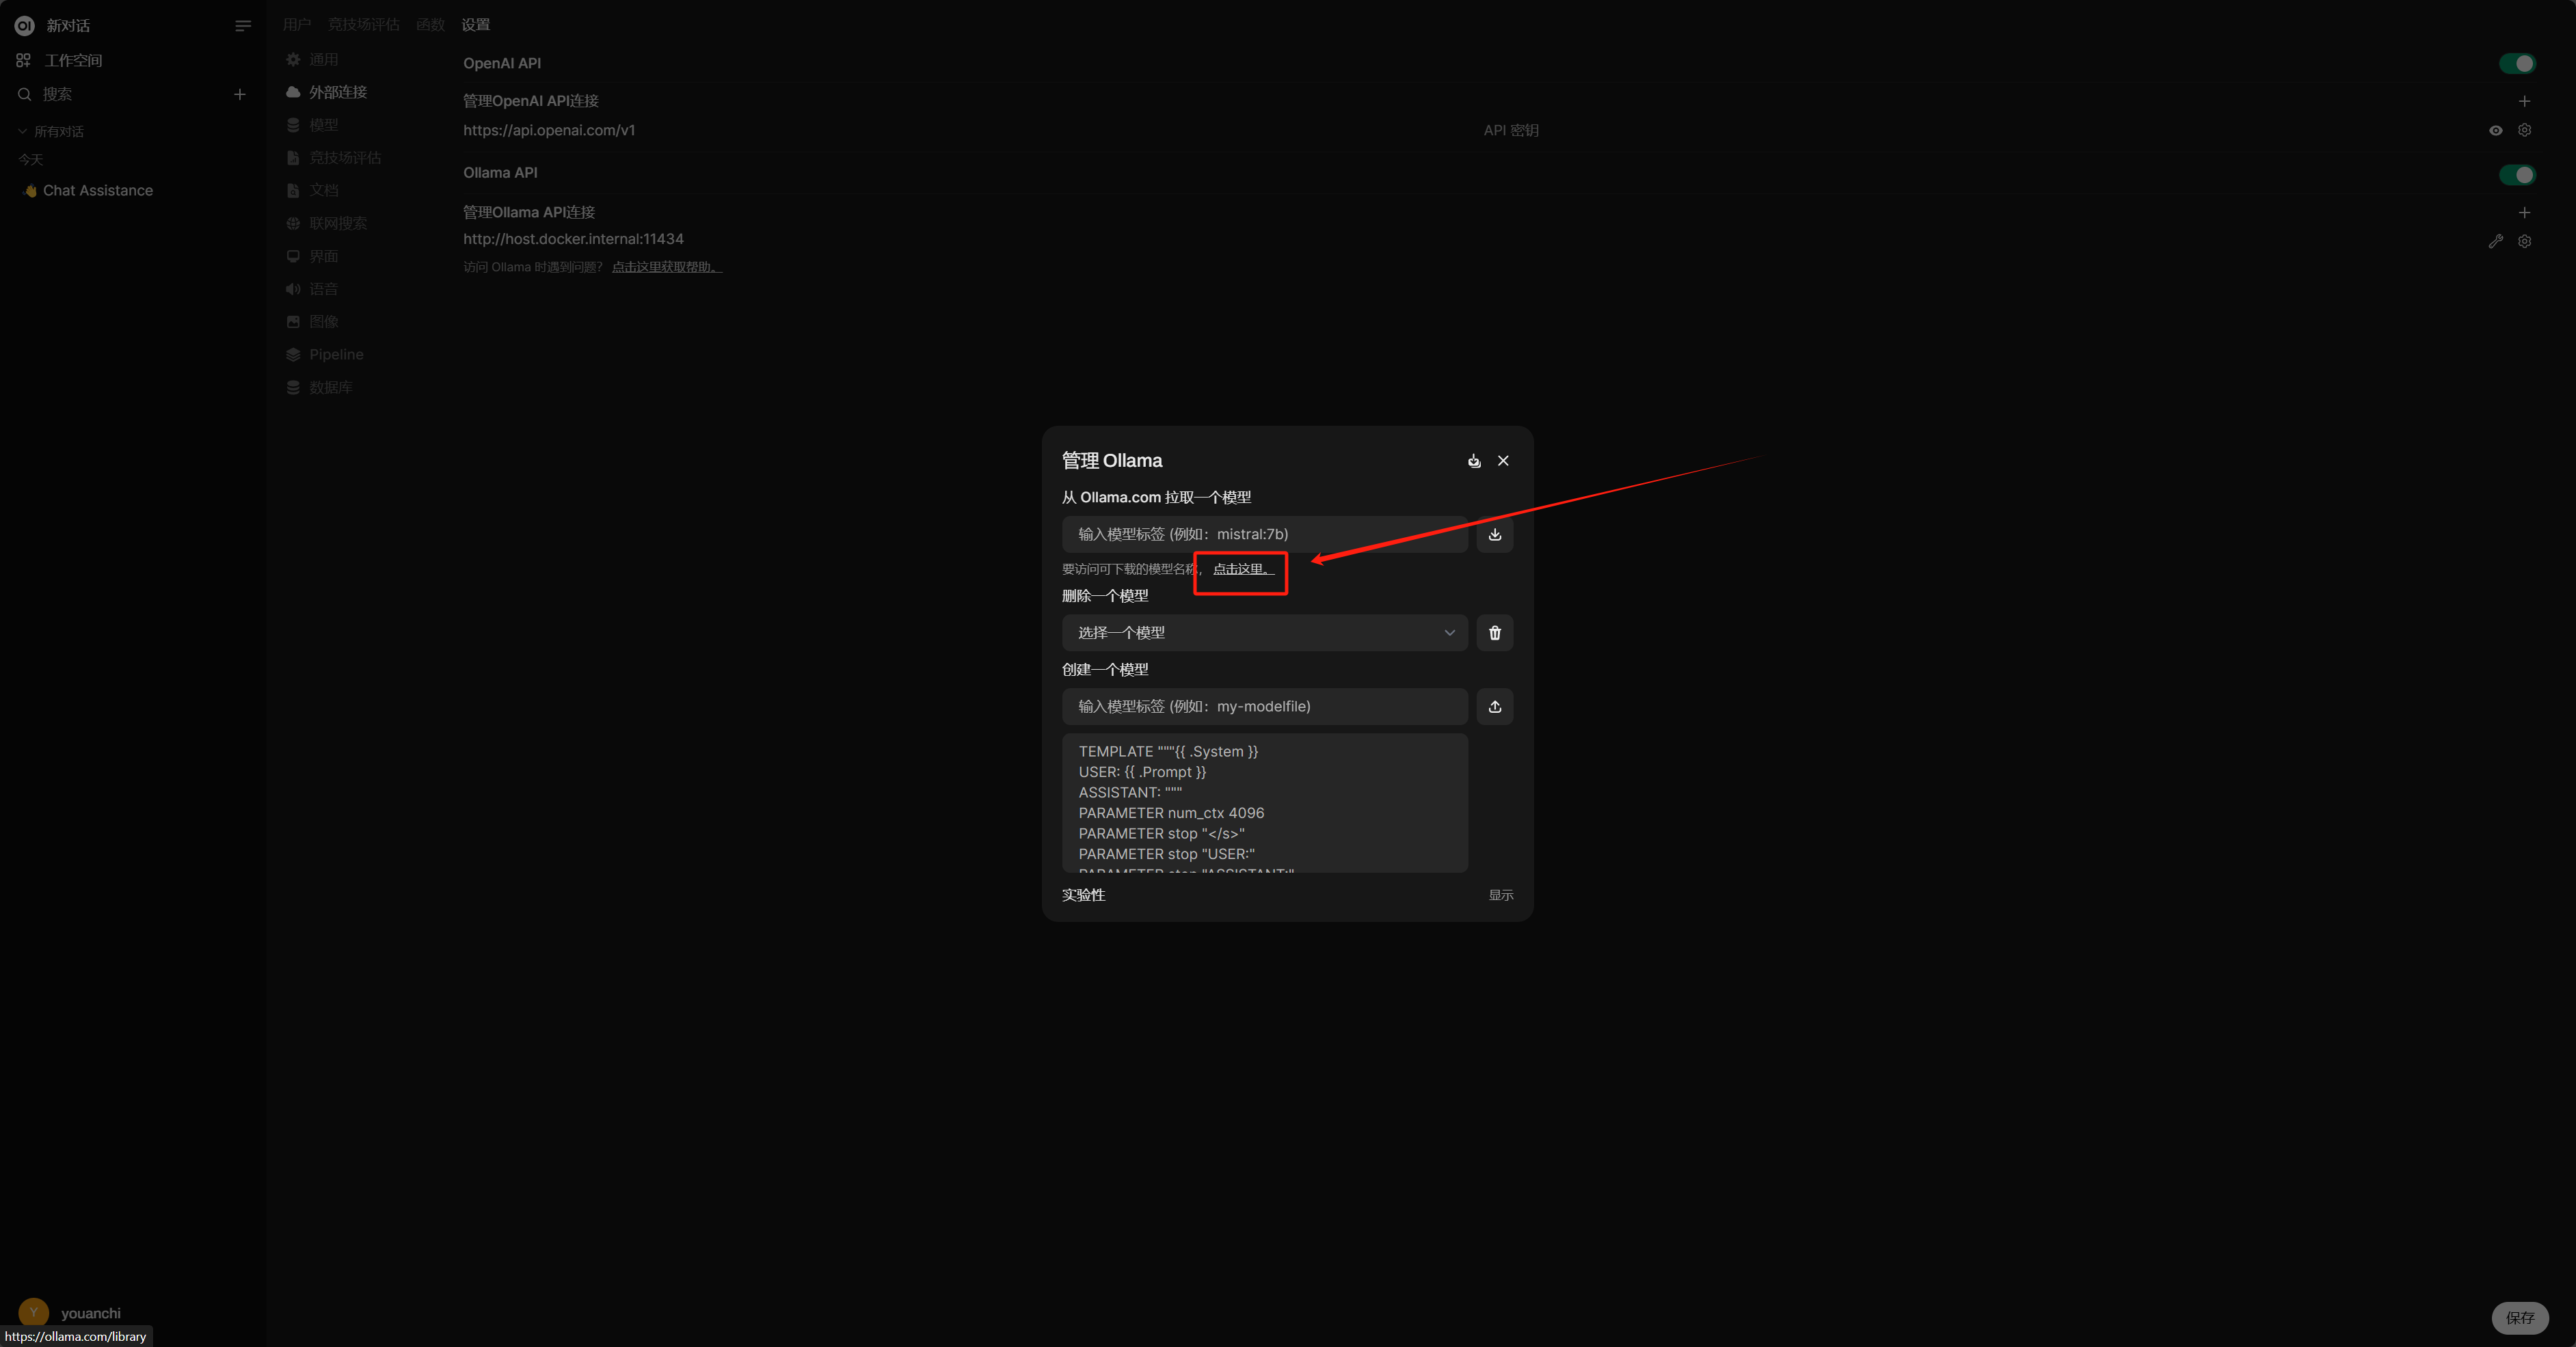 OI 新对话
工作空间
搜索
所有对话
今天
👋 Chat Assistance
用户 竞技场评估 函数 设置
通用
外部连接
模型
竞技场评估
文档
联网搜索
界面
语音
图像
Pipeline
数据库
OpenAI API
管理OpenAI API连接
https://api.openai.com/v1 API 密钥
Ollama API
管理Ollama API连接
http://host.docker.internal:11434
访问 Ollama 时遇到问题? 点击这里获取帮助。
管理 Ollama
从 Ollama.com 拉取一个模型
输入模型标签 (例如：mistral:7b)
要访问可下载的模型名称， 点击这里。
删除一个模型
选择一个模型
创建一个模型
输入模型标签 (例如：my-modelfile)
TEMPLATE """{{ .System }}
USER: {{ .Prompt }}
ASSISTANT: """
PARAMETER num_ctx 4096
PARAMETER stop "</s>"
PARAMETER stop "USER:"
PARAMETER stop "ASSISTANT:"
实验性 显示
Y youanchi
https://ollama.com/library
保存